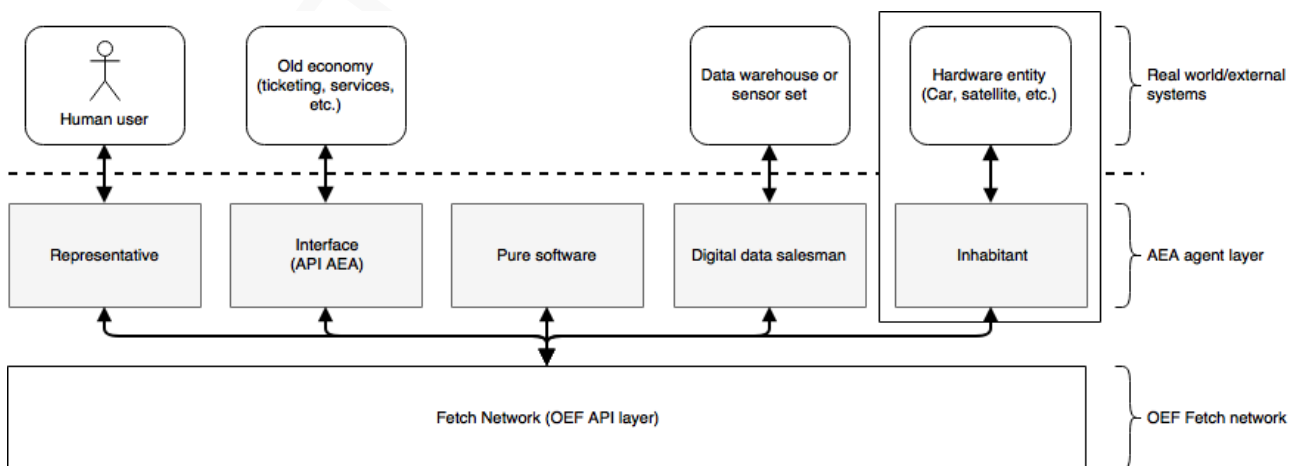 Human user
Old economy
(ticketing, services,
etc.)
Data warehouse or
sensor set
Hardware entity
(Car, satellite, etc.)
Real world/external
systems
Representative
Interface
(API AEA)
Pure software
Digital data salesman
Inhabitant
AEA agent layer
Fetch Network (OEF API layer)
OEF Fetch network